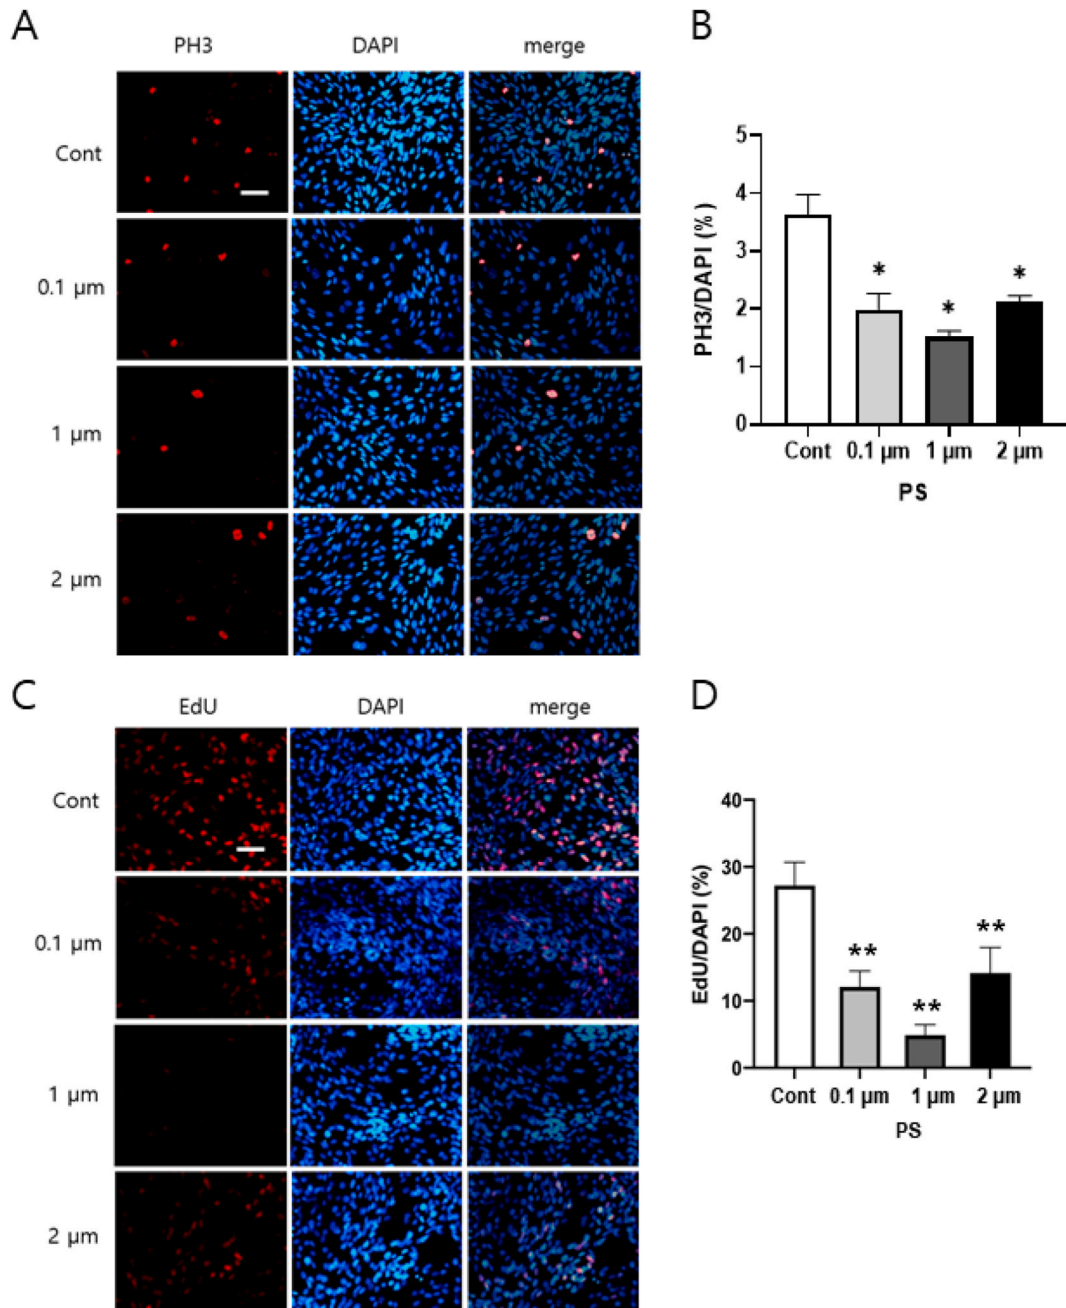 A
PH3 DAPI merge
Cont
0.1 μm
1 μm
2 μm
B
PH3/DAPI (%)
5
4
3
2
1
0
* * *
Cont 0.1 μm 1 μm 2 μm
PS
C
EdU DAPI merge
Cont
0.1 μm
1 μm
2 μm
D
EdU/DAPI (%)
40
30
20
10
0
** ** **
Cont 0.1 μm 1 μm 2 μm
PS